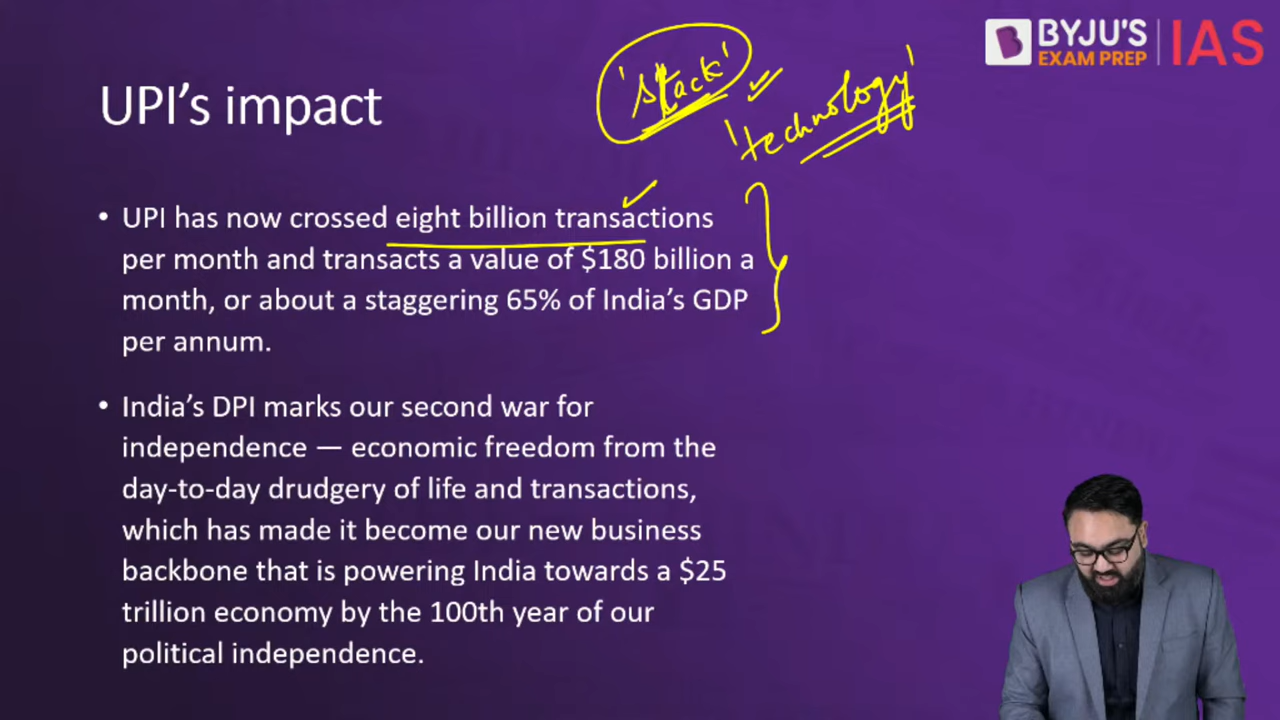 BYJU'S
EXAM PREP
IAS
'stack'
'technology'
UPI's impact
• UPI has now crossed eight billion transactions
per month and transacts a value of $180 billion a
month, or about a staggering 65% of India's GDP
per annum.
• India's DPI marks our second war for
independence — economic freedom from the
day-to-day drudgery of life and transactions,
which has made it become our new business
backbone that is powering India towards a $25
trillion economy by the 100th year of our
political independence.